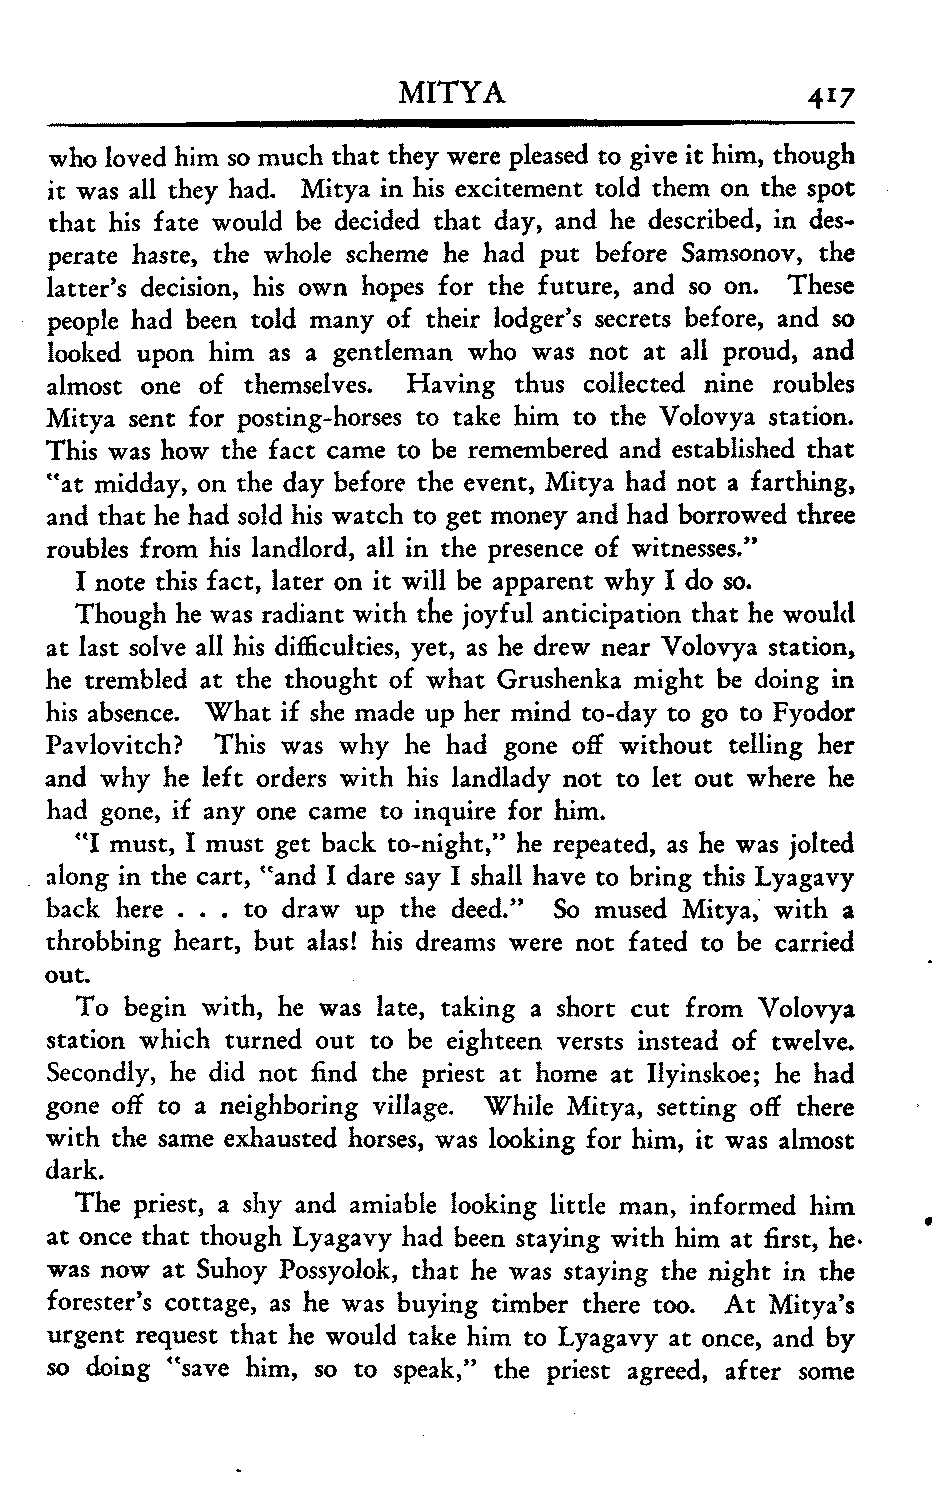 MITYA 417
who loved him so much that they were pleased to give it him, though
it was all they had. Mitya in his excitement told them on the spot
that his fate would be decided that day, and he described, in des-
perate haste, the whole scheme he had put before Samsonov, the
latter's decision, his own hopes for the future, and so on. These
people had been told many of their lodger's secrets before, and so
looked upon him as a gentleman who was not at all proud, and
almost one of themselves. Having thus collected nine roubles
Mitya sent for posting-horses to take him to the Volovya station.
This was how the fact came to be remembered and established that
"at midday, on the day before the event, Mitya had not a farthing,
and that he had sold his watch to get money and had borrowed three
roubles from his landlord, all in the presence of witnesses."
I note this fact, later on it will be apparent why I do so.
Though he was radiant with the joyful anticipation that he would
at last solve all his difficulties, yet, as he drew near Volovya station,
he trembled at the thought of what Grushenka might be doing in
his absence. What if she made up her mind to-day to go to Fyodor
Pavlovitch? This was why he had gone off without telling her
and why he left orders with his landlady not to let out where he
had gone, if any one came to inquire for him.
"I must, I must get back to-night," he repeated, as he was jolted
along in the cart, "and I dare say I shall have to bring this Lyagavy
back here . . . to draw up the deed." So mused Mitya, with a
throbbing heart, but alas! his dreams were not fated to be carried
out.
To begin with, he was late, taking a short cut from Volovya
station which turned out to be eighteen versts instead of twelve.
Secondly, he did not find the priest at home at Ilyinskoe; he had
gone off to a neighboring village. While Mitya, setting off there
with the same exhausted horses, was looking for him, it was almost
dark.
The priest, a shy and amiable looking little man, informed him
at once that though Lyagavy had been staying with him at first, he
was now at Suhoy Possyolok, that he was staying the night in the
forester's cottage, as he was buying timber there too. At Mitya's
urgent request that he would take him to Lyagavy at once, and by
so doing "save him, so to speak," the priest agreed, after some